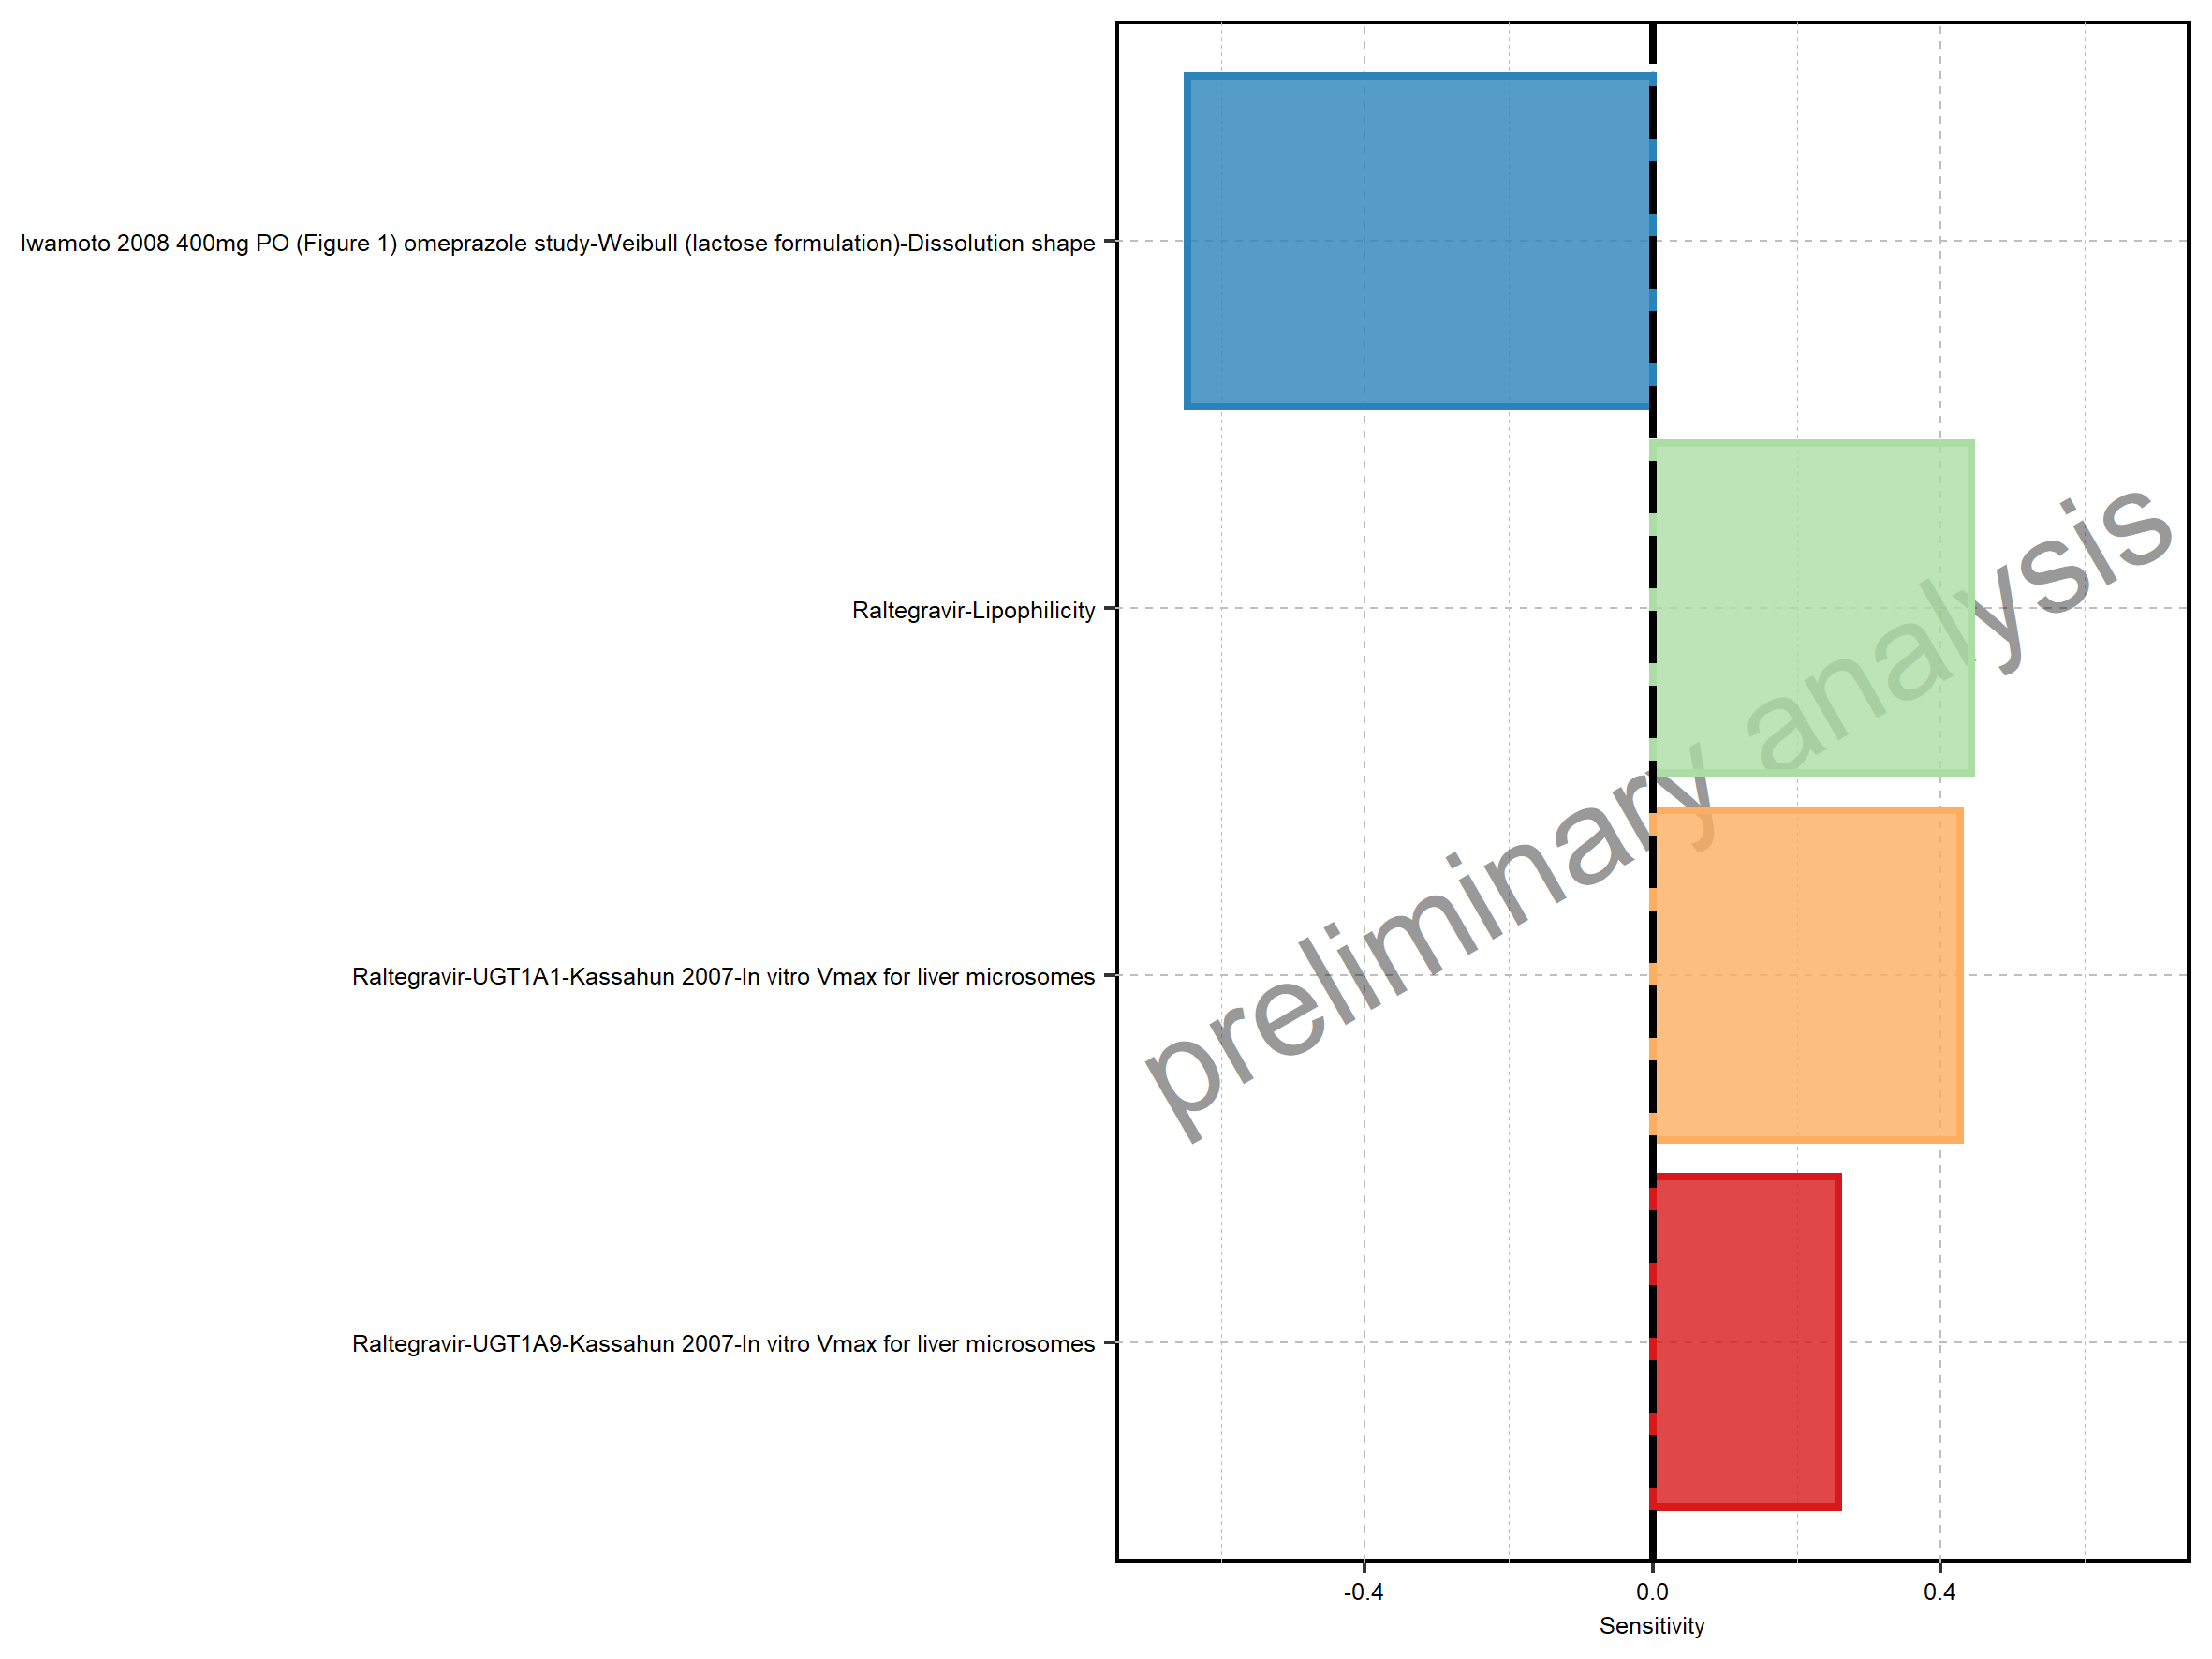 Iwamoto 2008 400mg PO (Figure 1) omeprazole study-Weibull (lactose formulation)-Dissolution shape
Raltegravir-Lipophilicity
Raltegravir-UGT1A1-Kassahun 2007-In vitro Vmax for liver microsomes
Raltegravir-UGT1A9-Kassahun 2007-In vitro Vmax for liver microsomes
preliminary analysis
-0.4 0.0 0.4
Sensitivity